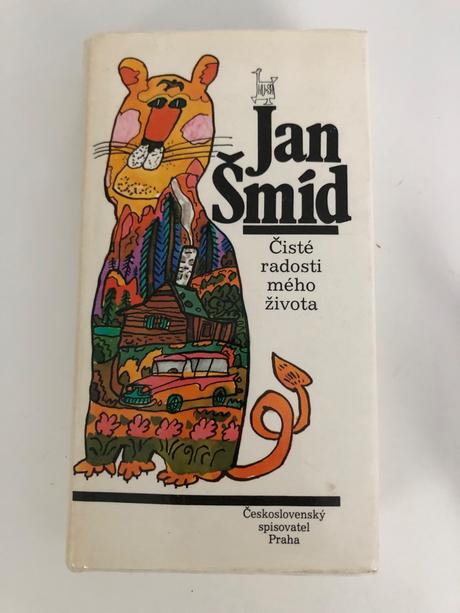 Jan
Šmíd
Čisté
radosti
mého
života
Československý
spisovatel
Praha